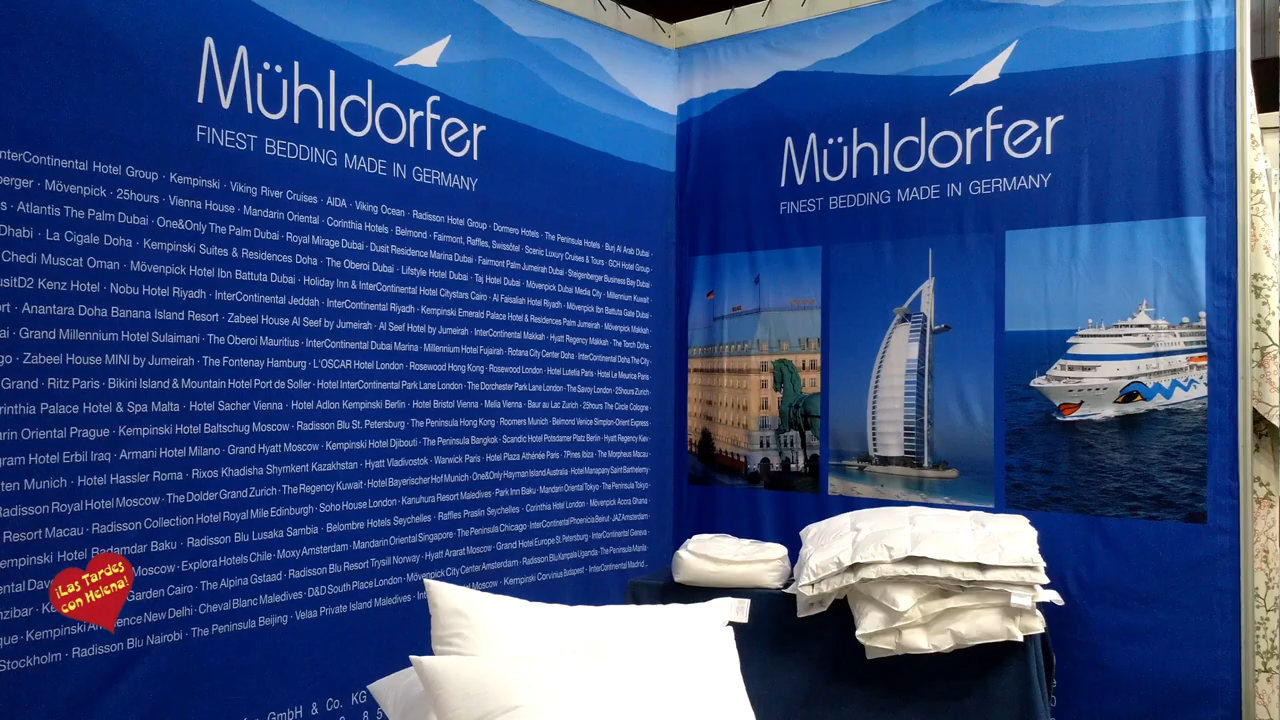 Mühldorfer
FINEST BEDDING MADE IN GERMANY
InterContinental Hotel Group · Kempinski · Viking River Cruises · AIDA · Viking Ocean · Radisson Hotel Group · Dormero Hotels · The Peninsula Hotels · Burj Al Arab Dubai ·
berger · Mövenpick · 25hours · Vienna House · Mandarin Oriental · Corinthia Hotels · Belmond · Fairmont, Raffles, Swissôtel · Scenic Luxury Cruises & Tours · GCH Hotel Group ·
s · Atlantis The Palm Dubai · One&Only The Palm Dubai · Royal Mirage Dubai · Dusit Residence Marina Dubai · Fairmont Palm Jumeirah Dubai · Steigenberger Business Bay Dubai
Dhabi · La Cigale Doha · Kempinski Suites & Residences Doha · The Oberoi Dubai · Lifstyle Hotel Dubai · Taj Hotel Dubai · Mövenpick Dubai Media City · Millennium Kuwait ·
Chedi Muscat Oman · Mövenpick Hotel Ibn Battuta Dubai · Holiday Inn & InterContinental Hotel Citystars Cairo · Al Faisaliah Hotel Riyadh · Mövenpick Ibn Battuta Gate Dubai ·
usitD2 Kenz Hotel · Nobu Hotel Riyadh · InterContinental Jeddah · InterContinental Riyadh · Kempinski Emerald Palace Hotel & Residences Palm Jumeirah · Mövenpick Makkah ·
ort · Anantara Doha Banana Island Resort · Zabeel House Al Seef by Jumeirah · Al Seef Hotel by Jumeirah · InterContinental Makkah · Hyatt Regency Makkah · The Torch Doha ·
ai · Grand Millennium Hotel Sulaimani · The Oberoi Mauritius · InterContinental Dubai Marina · Millennium Hotel Fujairah · Rotana City Center Doha · InterContinental Doha The City ·
go · Zabeel House MINI by Jumeirah · The Fontenay Hamburg · L'OSCAR Hotel London · Rosewood Hong Kong · Rosewood London · Hotel Lutetia Paris · Hotel Le Meurice Paris ·
Grand · Ritz Paris · Bikini Island & Mountain Hotel Port de Soller · Hotel InterContinental Park Lane London · The Dorchester Park Lane London · The Savoy London · 25hours Zurich ·
rinthia Palace Hotel & Spa Malta · Hotel Sacher Vienna · Hotel Adlon Kempinski Berlin · Hotel Bristol Vienna · Melia Vienna · Baur au Lac Zurich · 25hours The Circle Cologne ·
arin Oriental Prague · Kempinski Hotel Baltschug Moscow · Radisson Blu St. Petersburg · The Peninsula Hong Kong · Roomers Munich · Belmond Venice Simplon-Orient Express ·
gram Hotel Erbil Iraq · Armani Hotel Milano · Grand Hyatt Moscow · Kempinski Hotel Djibouti · The Peninsula Bangkok · Scandic Hotel Potsdamer Platz Berlin · Hyatt Regency Kiev ·
ten Munich · Hotel Hassler Roma · Rixos Khadisha Shymkent Kazakhstan · Hyatt Vladivostok · Warwick Paris · Hotel Plaza Athénée Paris · 7Pines Ibiza · The Morpheus Macau ·
Radisson Royal Hotel Moscow · The Dolder Grand Zurich · The Regency Kuwait · Hotel Bayerischer Hof Munich · One&Only Hayman Island Australia · Hotel Manapany Saint Barthelemy ·
Resort Macau · Radisson Collection Hotel Royal Mile Edinburgh · Soho House London · Kanuhura Resort Maldives · Park Inn Baku · Mandarin Oriental Tokyo · The Peninsula Tokyo ·
empinski Hotel Badamdar Baku · Radisson Blu Lusaka Sambia · Belombre Hotels Seychelles · Raffles Praslin Seychelles · Corinthia Hotel London · Mövenpick Accra Ghana ·
ental Dav Moscow · Explora Hotels Chile · Moxy Amsterdam · Mandarin Oriental Singapore · The Peninsula Chicago · InterContinental Phoenicia Beirut · JAZ Amsterdam ·
nzibar · Ke Garden Cairo · The Alpina Gstaad · Radisson Blu Resort Trysil Norway · Hyatt Ararat Moscow · Grand Hotel Europe St. Petersburg · InterContinental Geneva ·
que · Kempinski Am ence New Delhi · Cheval Blanc Maldives · D&D South Place London · Mövenpick City Center Amsterdam · Radisson Blu Kampala Uganda · The Peninsula Manila ·
Stockholm · Radisson Blu Nairobi · The Peninsula Beijing · Velaa Private Island Maldives · Int l Moscow · Kempinski Corvinus Budapest · InterContinental Madrid ·
GmbH & Co. KG
8 5
Mühldorfer
FINEST BEDDING MADE IN GERMANY
¡Las Tardes
con Helena!